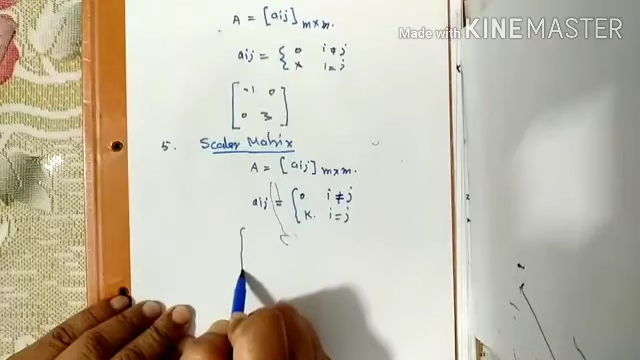 Made with KINEMASTER
A = [aij] m×m.
aij = { 0 i ≠ j
x i = j
[ -1 0
0 3 ]
5. Scalar Matrix
A = [aij] m×m.
aij = { 0 i ≠ j
K. i = j